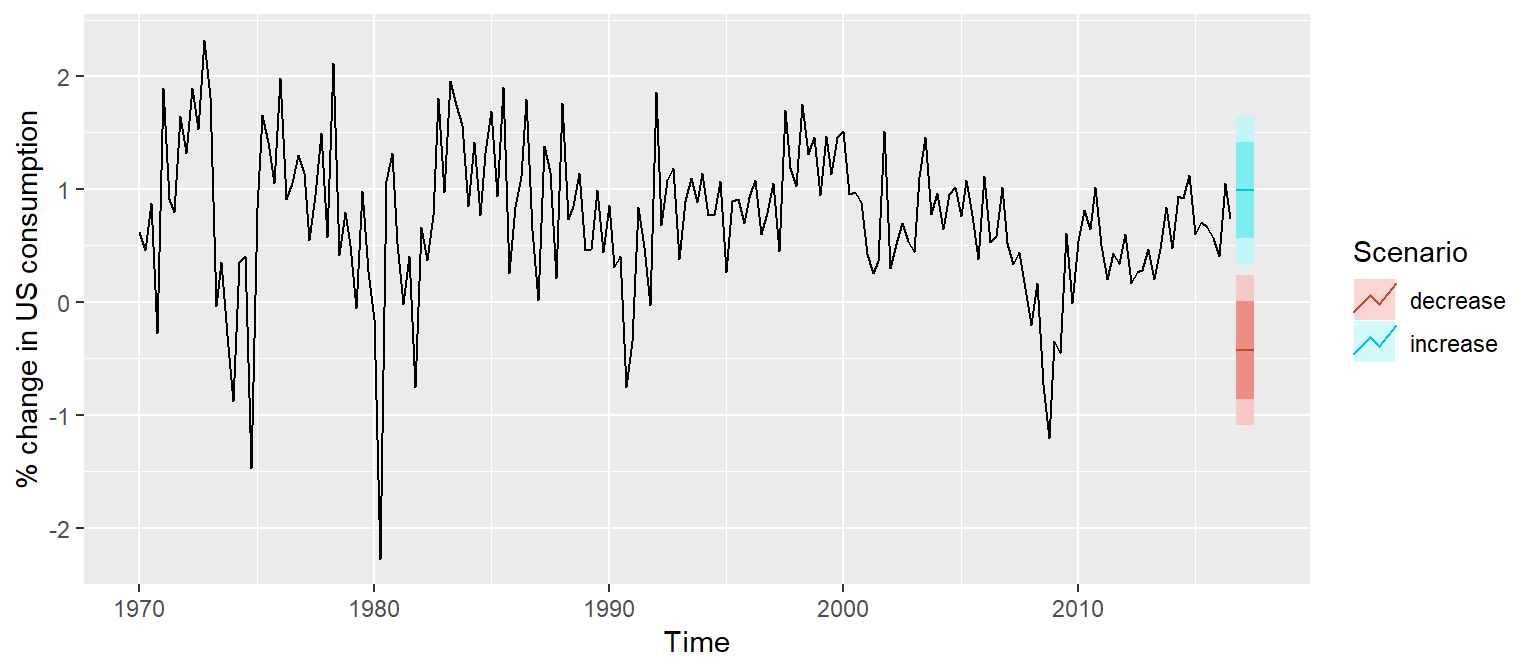 % change in US consumption
2
1
0
-1
-2
1970
1980
1990
2000
2010
Time
Scenario
decrease
increase